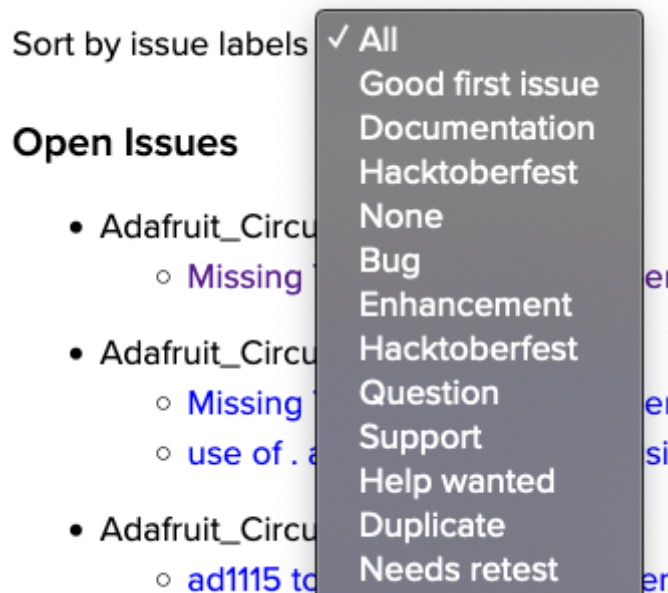 Sort by issue labels
✓ All
Good first issue
Documentation
Hacktoberfest
None
Bug
Enhancement
Hacktoberfest
Question
Support
Help wanted
Duplicate
Needs retest
Open Issues
Adafruit_Circu
Missing
Adafruit_Circu
Missing
use of .
Adafruit_Circu
ad1115